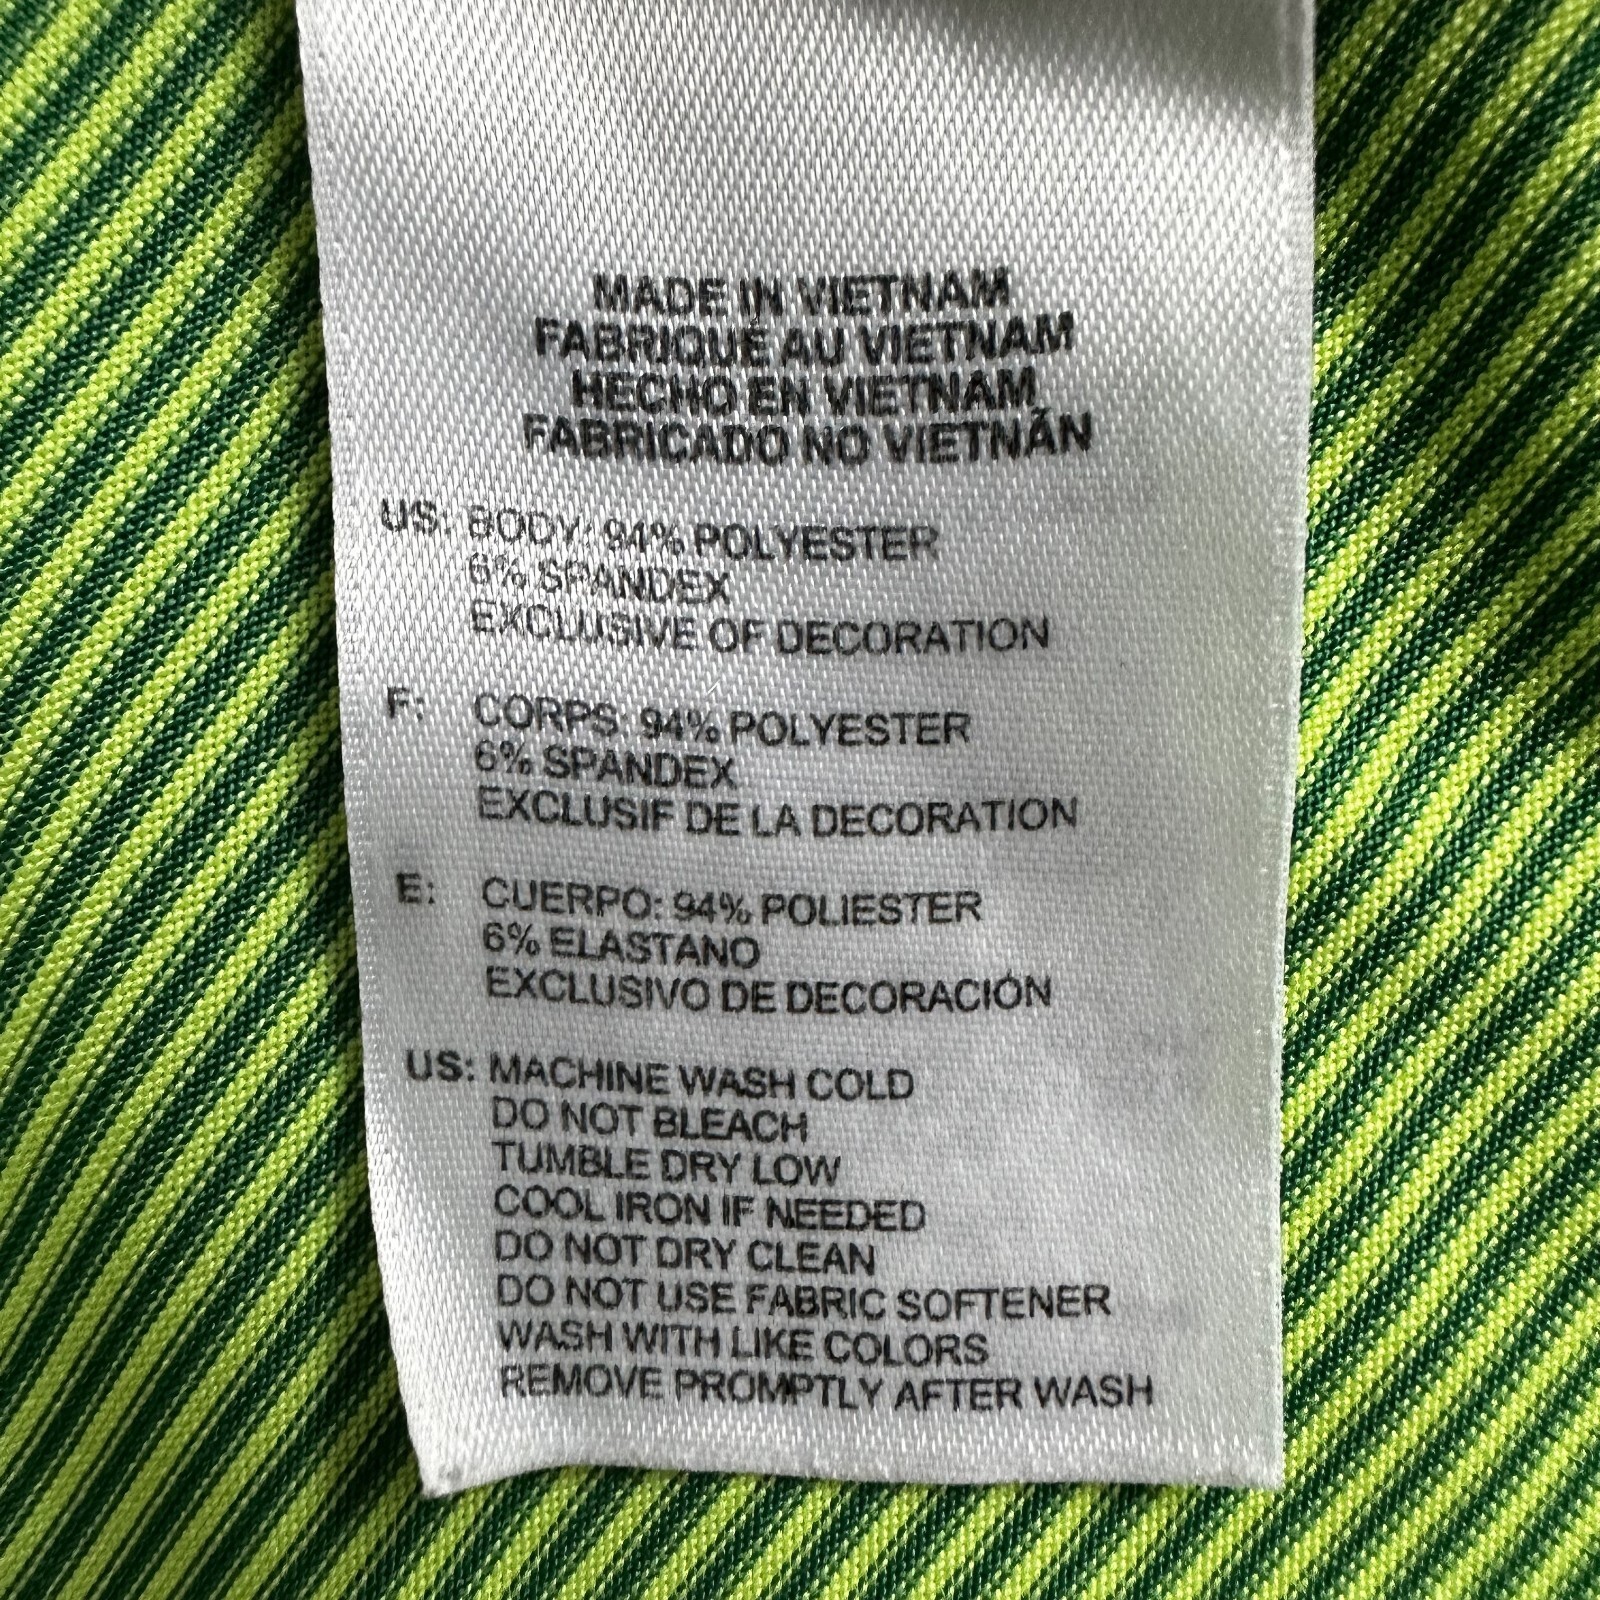 MADE IN VIETNAM
FABRIQUÉ AU VIETNAM
HECHO EN VIETNAM
FABRICADO NO VIETNÃN
US: BODY: 94% POLYESTER
6% SPANDEX
EXCLUSIVE OF DECORATION
F: CORPS: 94% POLYESTER
6% SPANDEX
EXCLUSIF DE LA DECORATION
E: CUERPO: 94% POLIESTER
6% ELASTANO
EXCLUSIVO DE DECORACIÓN
US: MACHINE WASH COLD
DO NOT BLEACH
TUMBLE DRY LOW
COOL IRON IF NEEDED
DO NOT DRY CLEAN
DO NOT USE FABRIC SOFTENER
WASH WITH LIKE COLORS
REMOVE PROMPTLY AFTER WASH